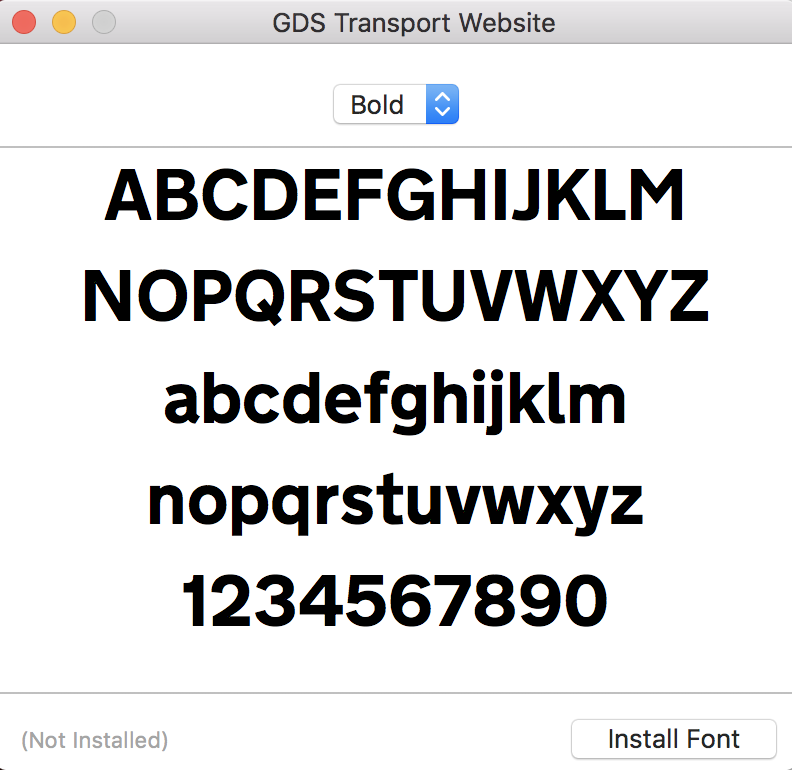 GDS Transport Website
Bold
ABCDEFGHIJKLM
NOPQRSTUVWXYZ
abcdefghijklm
nopqrstuvwxyz
1234567890
(Not Installed)
Install Font